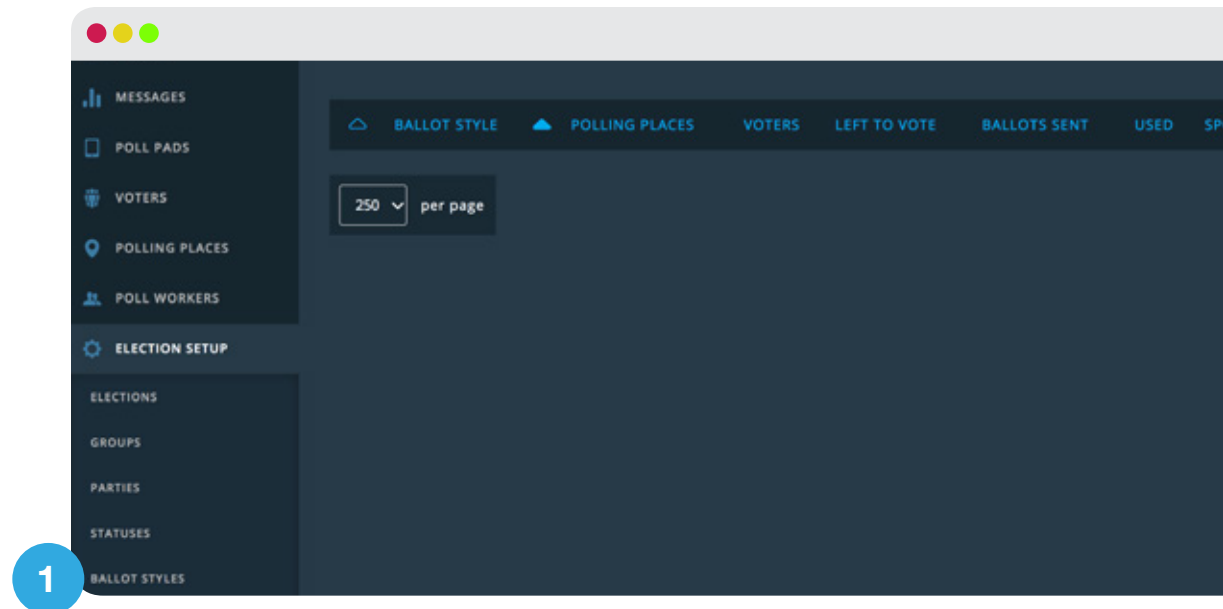 MESSAGES
POLL PADS
VOTERS
POLLING PLACES
POLL WORKERS
ELECTION SETUP
ELECTIONS
GROUPS
PARTIES
STATUSES
BALLOT STYLES
1
BALLOT STYLE POLLING PLACES VOTERS LEFT TO VOTE BALLOTS SENT USED SP
250 per page